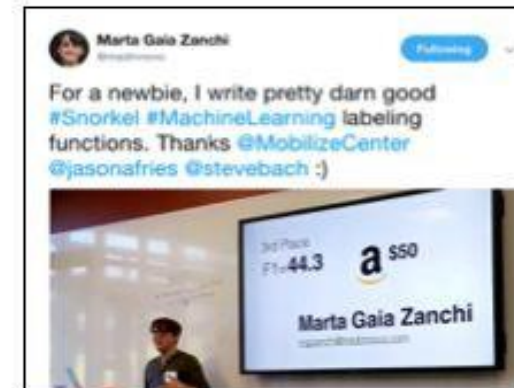 Marta Gaia Zanchi
Following
For a newbie, I write pretty darn good
#Snorkel #MachineLearning labeling
functions. Thanks @MobilizeCenter
@jasonafries @stevebach :)
3rd Place
F1=44.3
a $50
Marta Gaia Zanchi